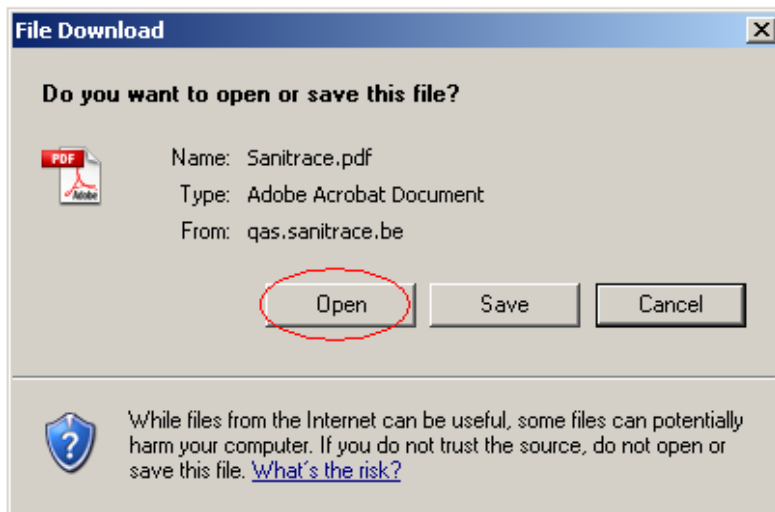 File Download
Do you want to open or save this file?
PDF
Adobe
Name: Sanitrace.pdf
Type: Adobe Acrobat Document
From: qas.sanitrace.be
Open Save Cancel
While files from the Internet can be useful, some files can potentially
harm your computer. If you do not trust the source, do not open or
save this file. What's the risk?